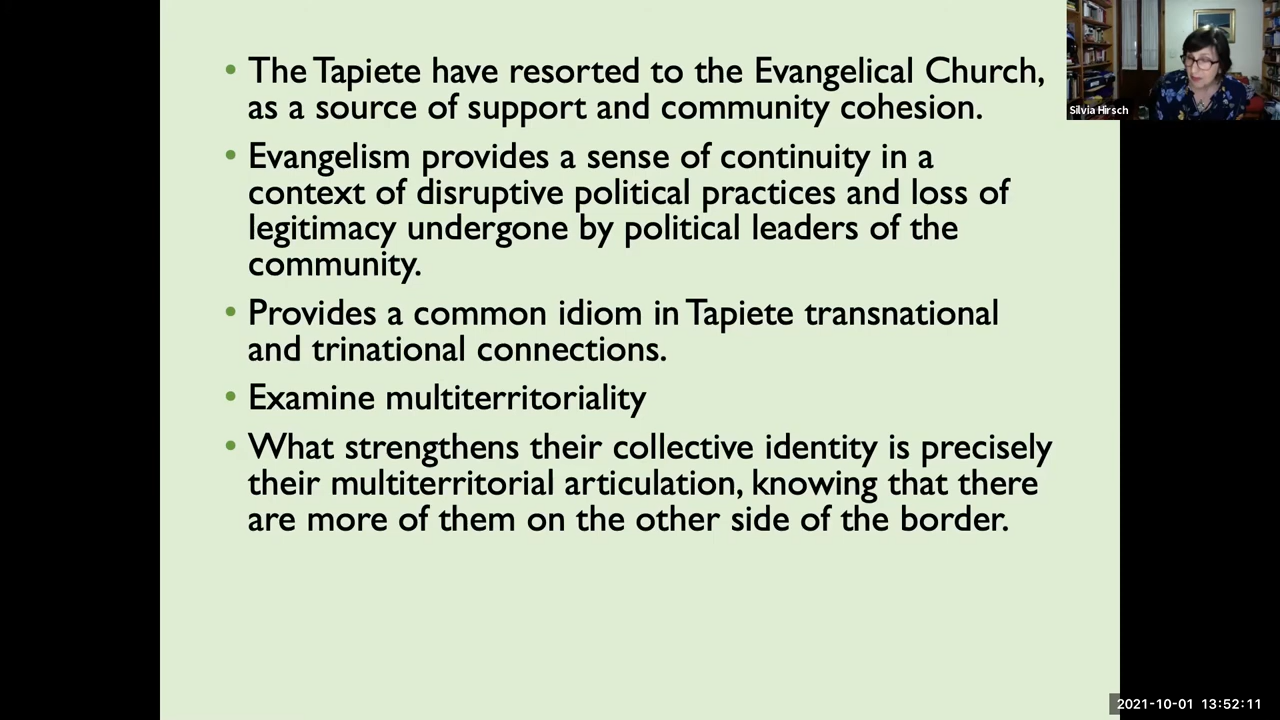 • The Tapiete have resorted to the Evangelical Church,
as a source of support and community cohesion.
• Evangelism provides a sense of continuity in a
context of disruptive political practices and loss of
legitimacy undergone by political leaders of the
community.
• Provides a common idiom in Tapiete transnational
and trinational connections.
• Examine multiterritoriality
• What strengthens their collective identity is precisely
their multiterritorial articulation, knowing that there
are more of them on the other side of the border.
Silvia Hirsch
2021-10-01 13:52:11